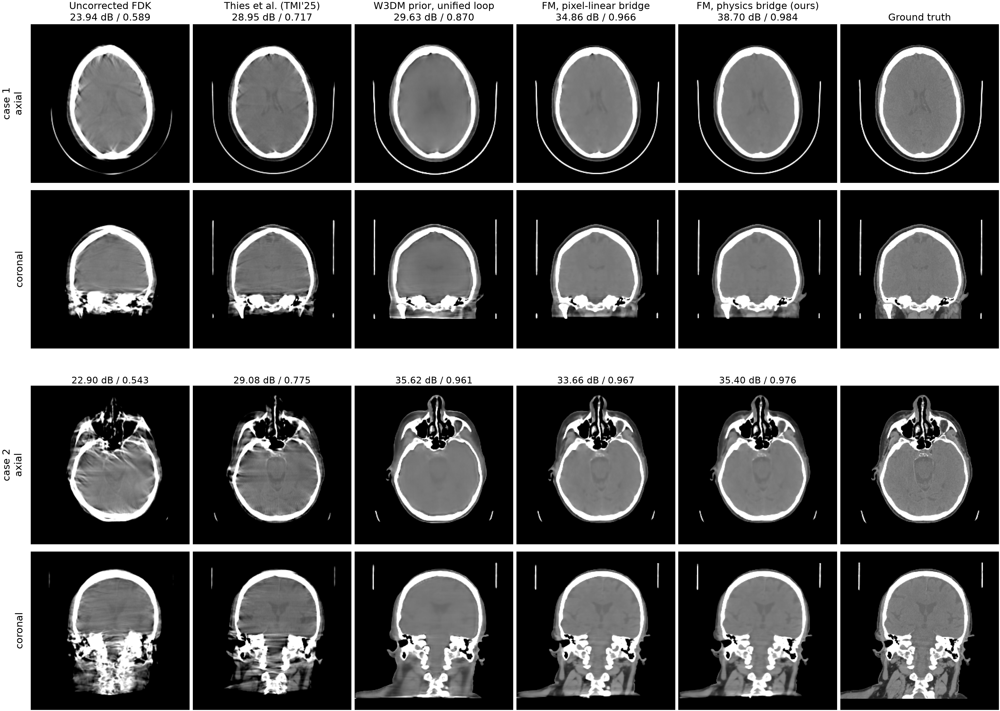 Uncorrected FDK
23.94 dB / 0.589
Thies et al. (TMI'25)
28.95 dB / 0.717
W3DM prior, unified loop
29.63 dB / 0.870
FM, pixel-linear bridge
34.86 dB / 0.966
FM, physics bridge (ours)
38.70 dB / 0.984
Ground truth
case 1
axial
coronal
22.90 dB / 0.543
29.08 dB / 0.775
35.62 dB / 0.961
33.66 dB / 0.967
35.40 dB / 0.976
case 2
axial
coronal